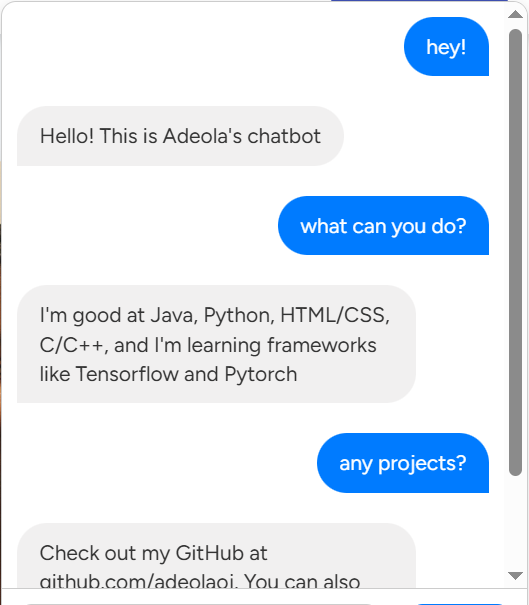 hey!
Hello! This is Adeola's chatbot
what can you do?
I'm good at Java, Python, HTML/CSS,
C/C++, and I'm learning frameworks
like Tensorflow and Pytorch
any projects?
Check out my GitHub at
github.com/adeolaoj. You can also